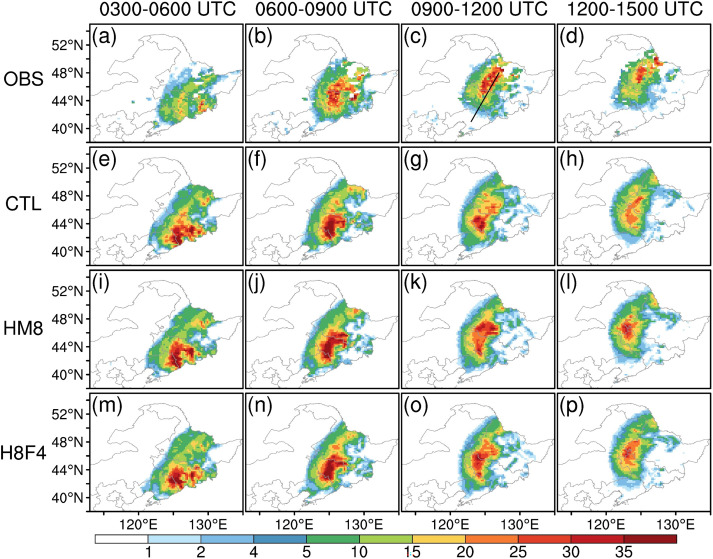 0300-0600 UTC 0600-0900 UTC 0900-1200 UTC 1200-1500 UTC
(a) (b) (c) (d)
52°N
OBS 48°N
44°N
40°N
(e) (f) (g) (h)
52°N
CTL 48°N
44°N
40°N
(i) (j) (k) (l)
52°N
HM8 48°N
44°N
40°N
(m) (n) (o) (p)
52°N
H8F4 48°N
44°N
40°N
120°E 130°E 120°E 130°E 120°E 130°E 120°E 130°E
1 2 4 5 10 15 20 25 30 35